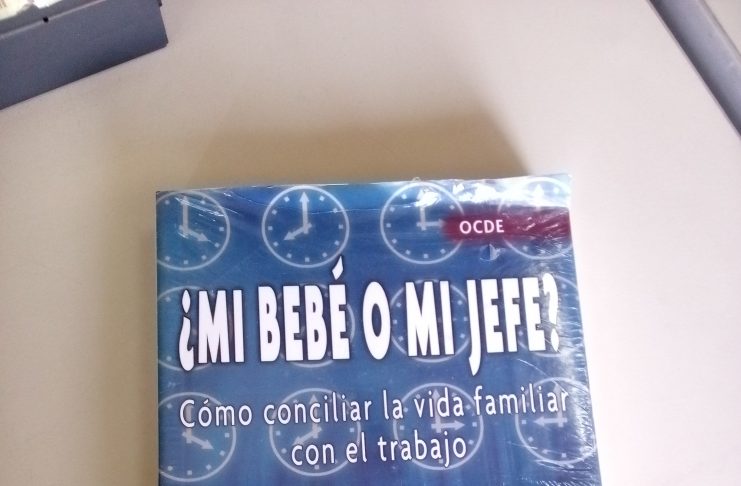 OCDE
¿MI BEBÉ O MI JEFE?
Cómo conciliar la vida familiar
con el trabajo